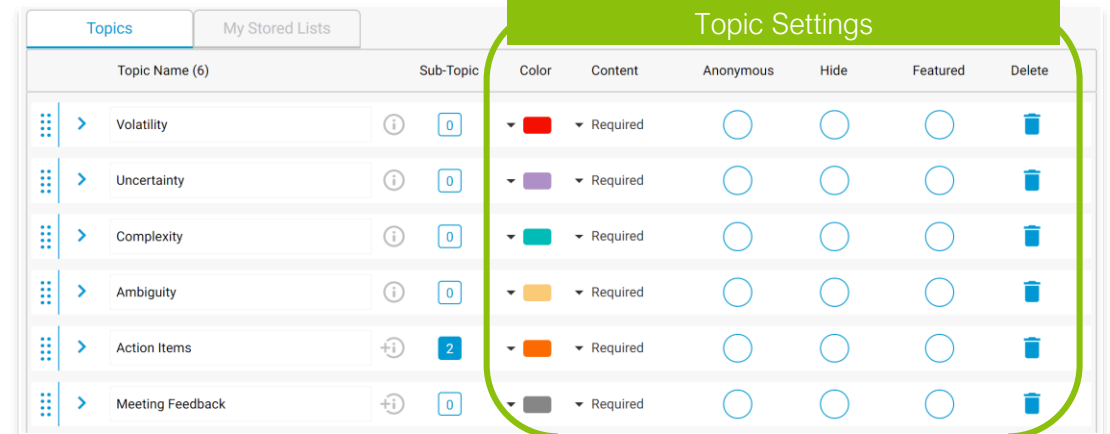 Topic Settings
Topics My Stored Lists
Topic Name (6) Sub-Topic Color Content Anonymous Hide Featured Delete
Volatility 0 Required
Uncertainty 0 Required
Complexity 0 Required
Ambiguity 0 Required
Action Items 2 Required
Meeting Feedback 0 Required